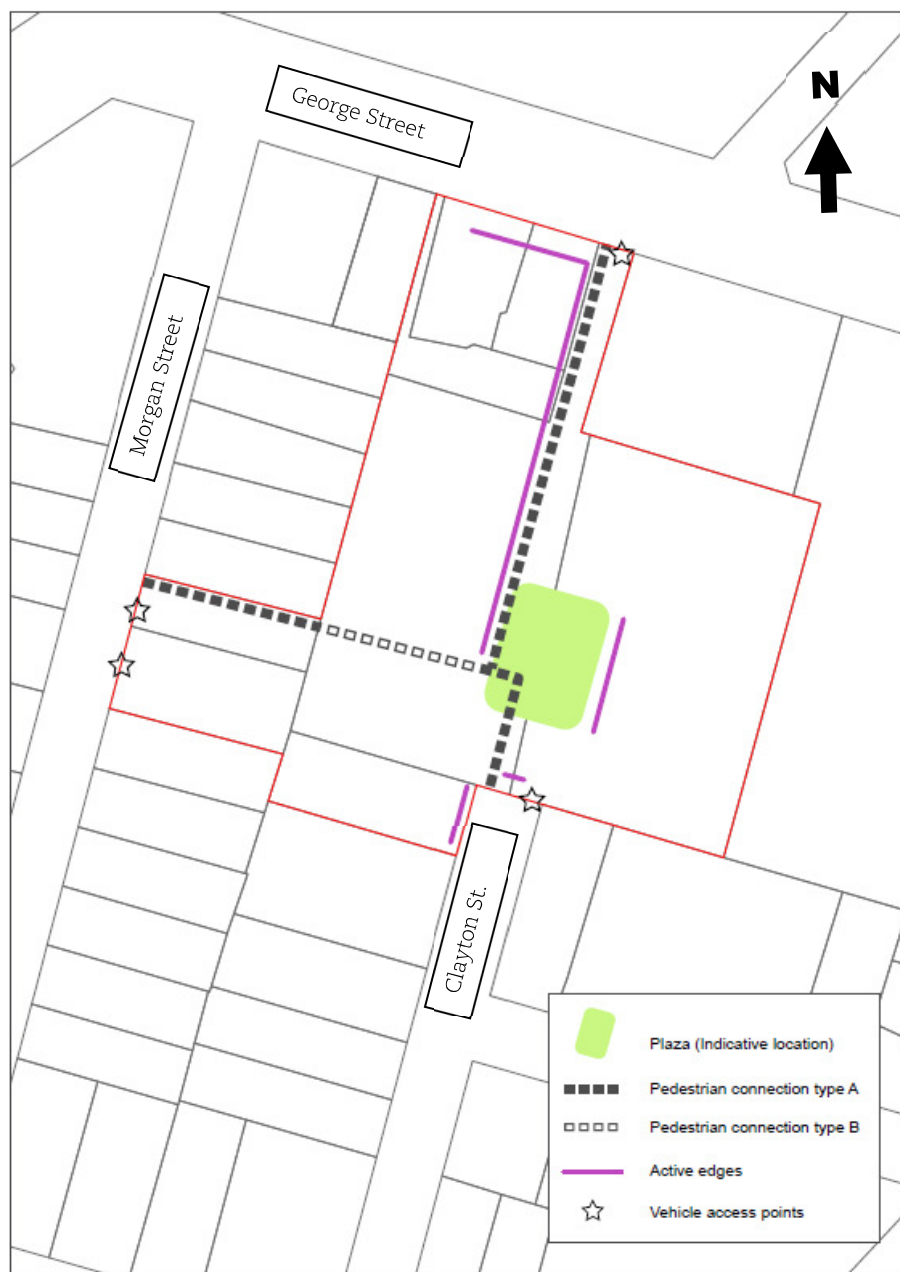 George Street
N
Morgan Street
Clayton St.
Plaza (Indicative location)
Pedestrian connection type A
Pedestrian connection type B
Active edges
Vehicle access points